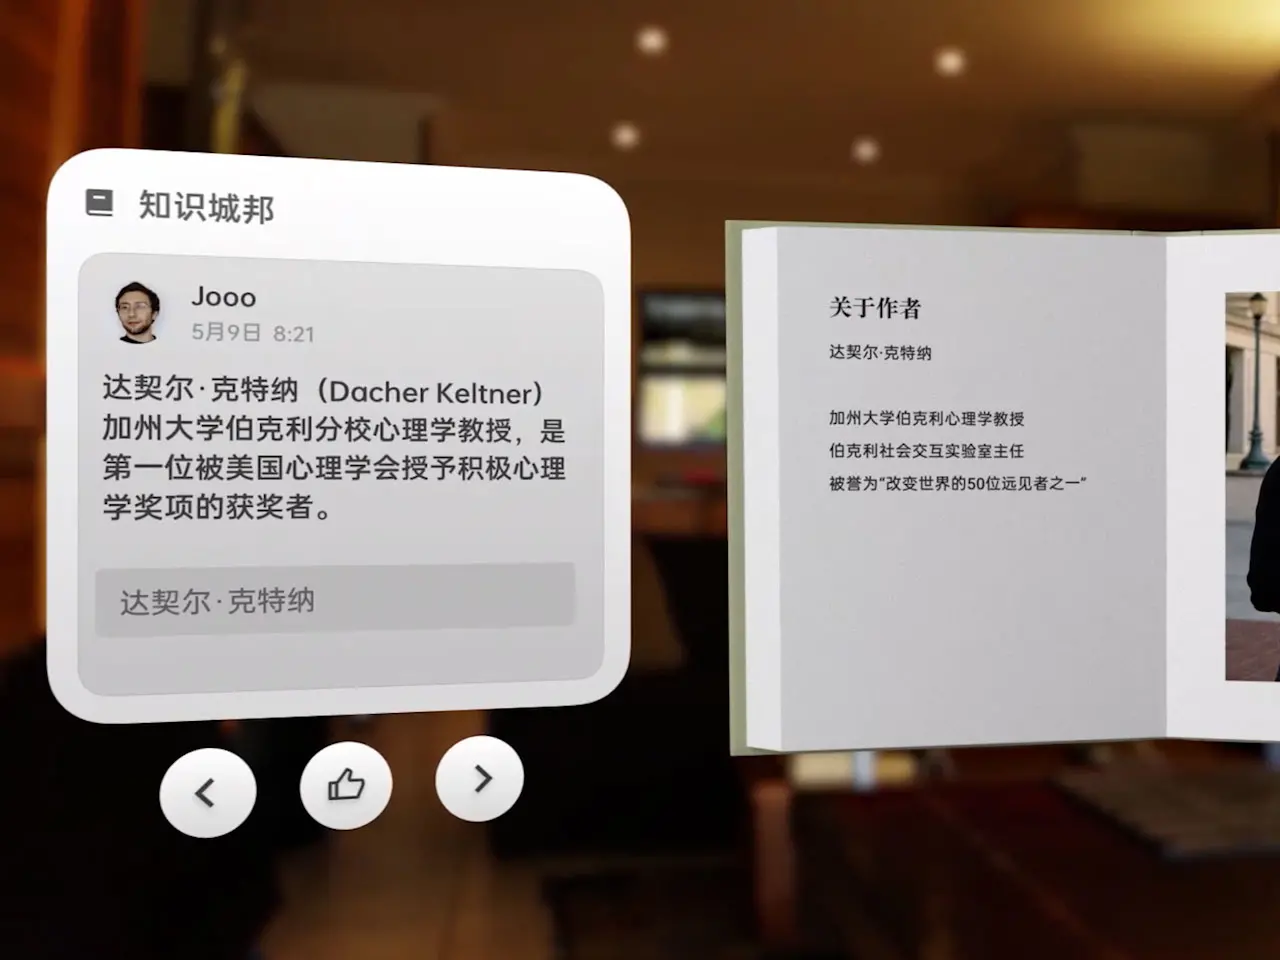 知识城邦
Jooo
5月9日 8:21
达契尔·克特纳（Dacher Keltner）
加州大学伯克利分校心理学教授，是
第一位被美国心理学会授予积极心理
学奖项的获奖者。
达契尔·克特纳
关于作者
达契尔·克特纳
加州大学伯克利心理学教授
伯克利社会交互实验室主任
被誉为“改变世界的50位远见者之一”